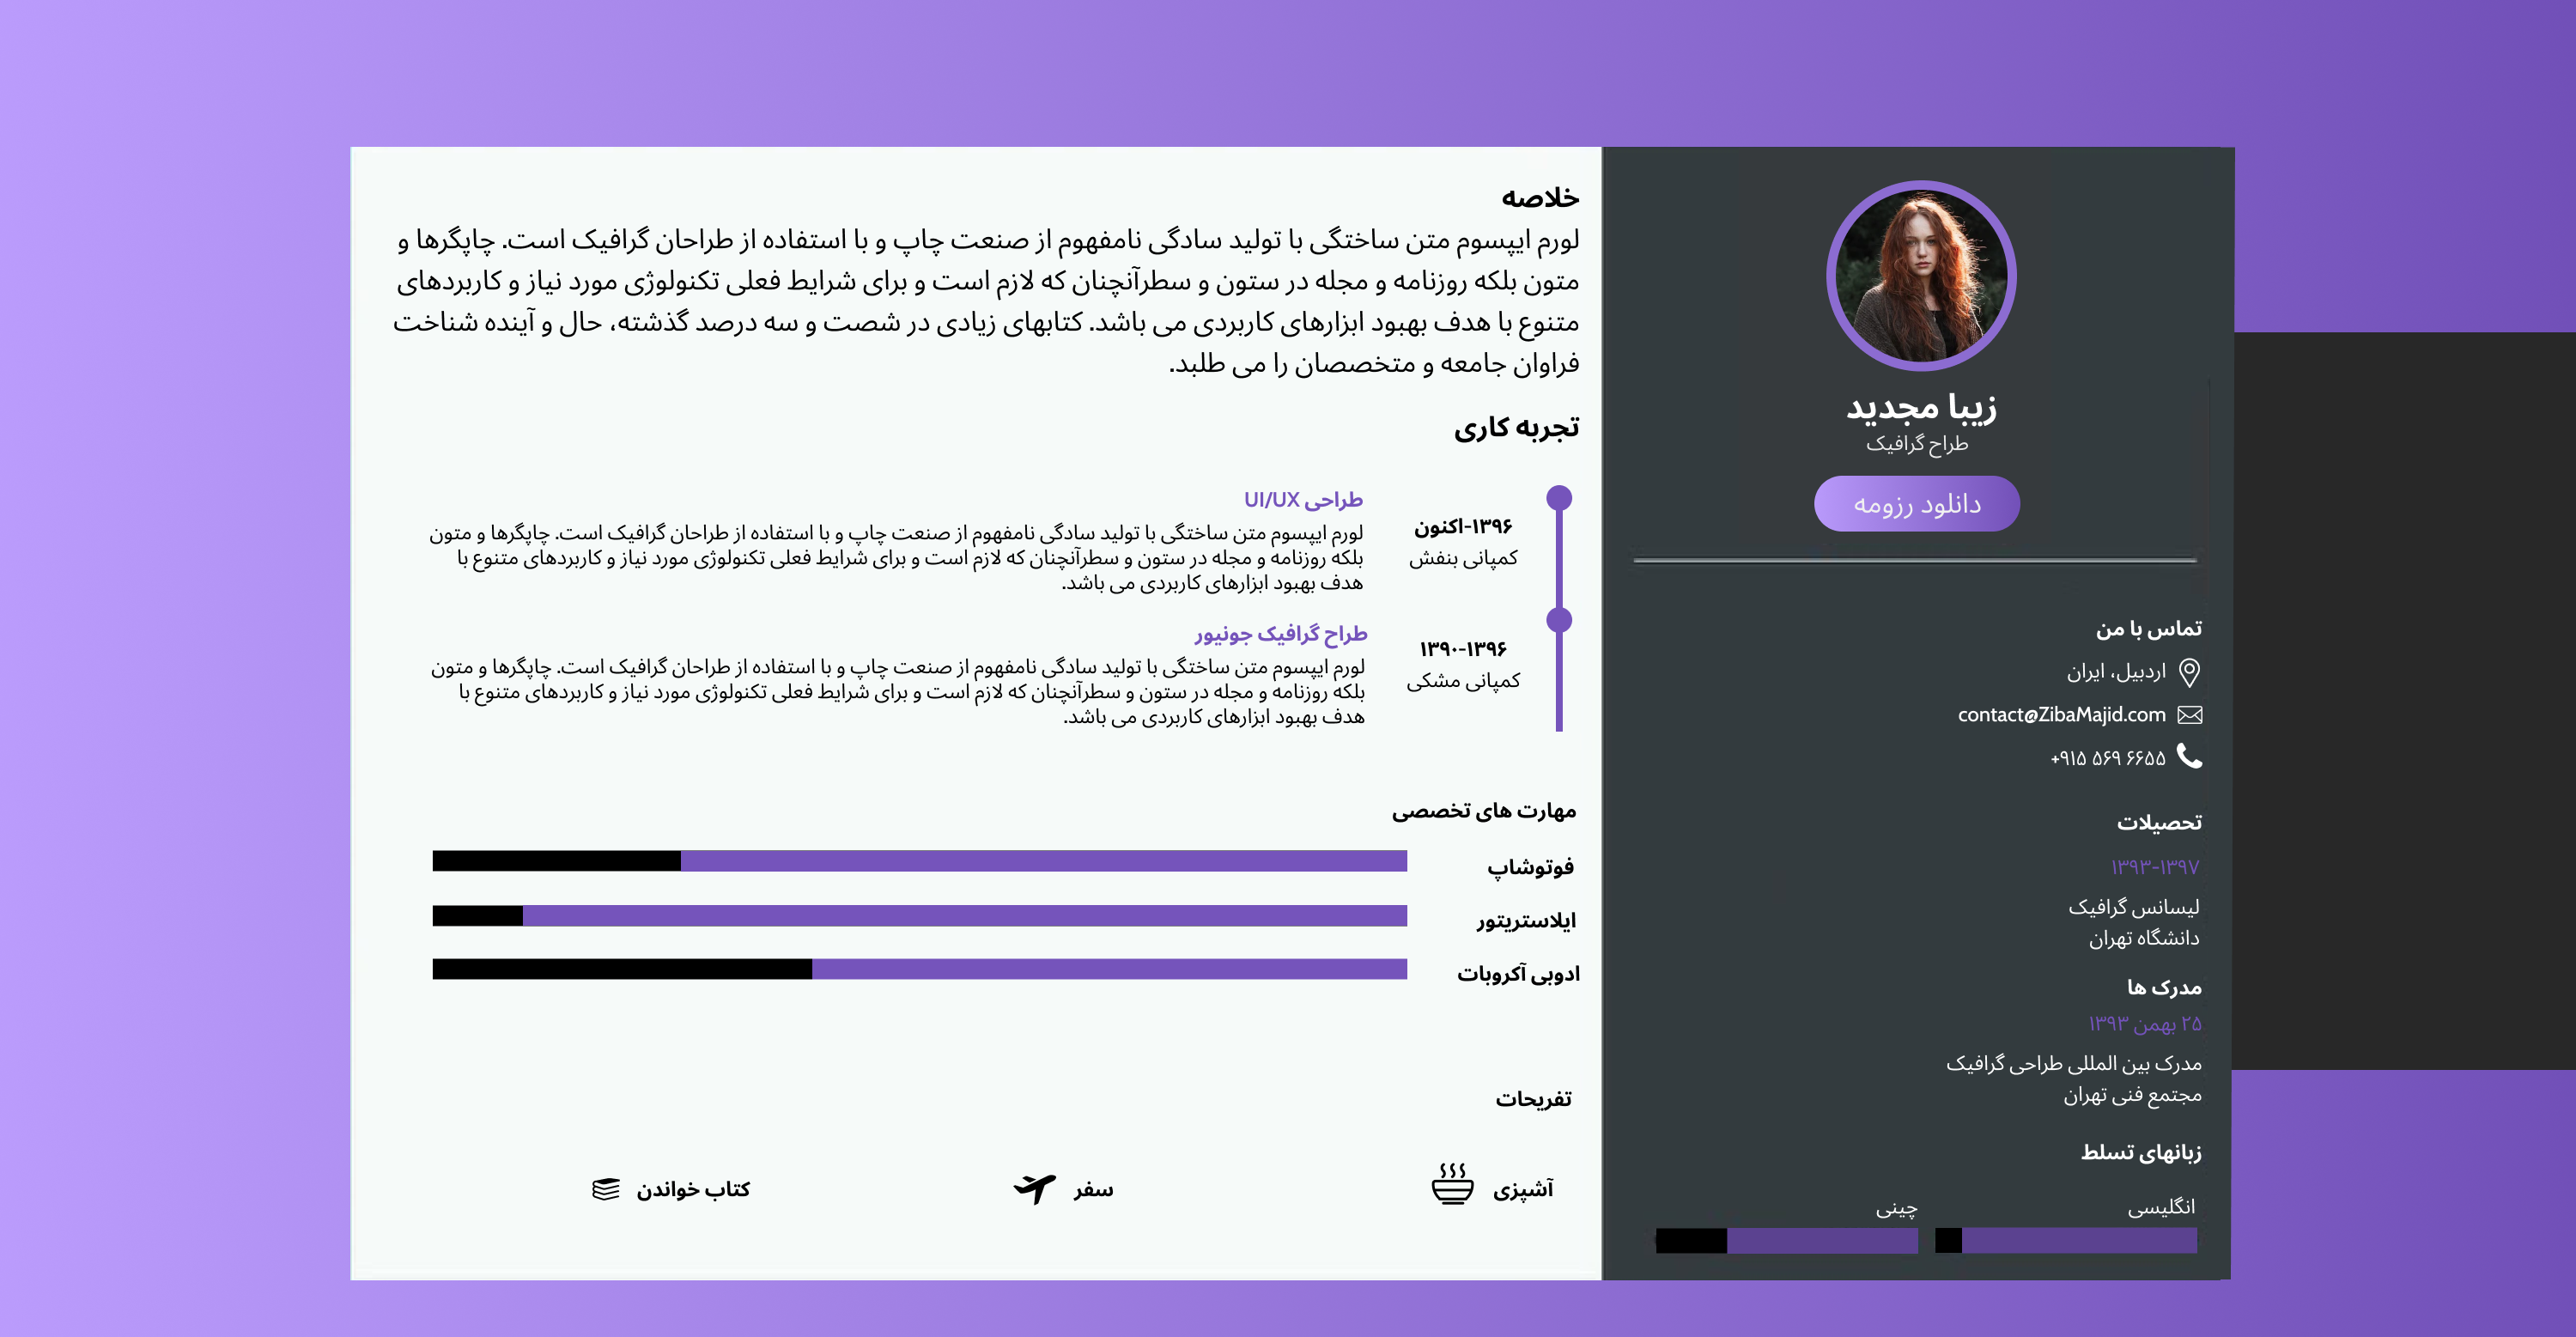 زیبا مجدید
طراح گرافیک
دانلود رزومه
تماس با من
اردبیل، ایران
contact@ZibaMajid.com
+۹۱۵ ۵۶۹ ۶۶۵۵
تحصیلات
۱۳۹۳-۱۳۹۷
لیسانس گرافیک
دانشگاه تهران
مدرک ها
۲۵ بهمن ۱۳۹۳
مدرک بین المللی طراحی گرافیک
مجتمع فنی تهران
زبانهای تسلط
انگلیسی
چینی
خلاصه
لورم ایپسوم متن ساختگی با تولید سادگی نامفهوم از صنعت چاپ و با استفاده از طراحان گرافیک است. چاپگرها و
متون بلکه روزنامه و مجله در ستون و سطرآنچنان که لازم است و برای شرایط فعلی تکنولوژی مورد نیاز و کاربردهای
متنوع با هدف بهبود ابزارهای کاربردی می باشد. کتابهای زیادی در شصت و سه درصد گذشته، حال و آینده شناخت
فراوان جامعه و متخصصان را می طلبد.
تجربه کاری
۱۳۹۶-اکنون
کمپانی بنفش
طراحی UI/UX
لورم ایپسوم متن ساختگی با تولید سادگی نامفهوم از صنعت چاپ و با استفاده از طراحان گرافیک است. چاپگرها و متون
بلکه روزنامه و مجله در ستون و سطرآنچنان که لازم است و برای شرایط فعلی تکنولوژی مورد نیاز و کاربردهای متنوع با
هدف بهبود ابزارهای کاربردی می باشد.
۱۳۹۰-۱۳۹۶
کمپانی مشکی
طراح گرافیک جونیور
لورم ایپسوم متن ساختگی با تولید سادگی نامفهوم از صنعت چاپ و با استفاده از طراحان گرافیک است. چاپگرها و متون
بلکه روزنامه و مجله در ستون و سطرآنچنان که لازم است و برای شرایط فعلی تکنولوژی مورد نیاز و کاربردهای متنوع با
هدف بهبود ابزارهای کاربردی می باشد.
مهارت های تخصصی
فوتوشاپ
ایلاستریتور
ادوبی آکروبات
تفریحات
آشپزی
سفر
کتاب خواندن